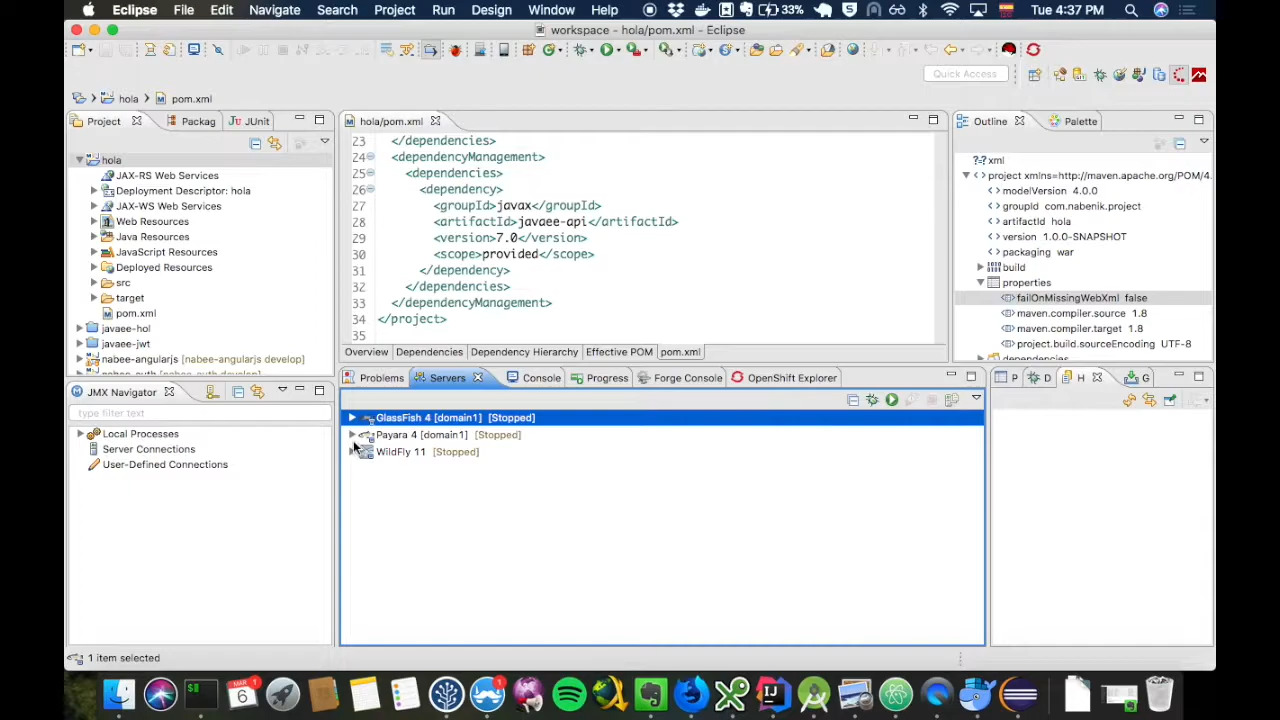 Eclipse File Edit Navigate Search Project Run Design Window Help 33% Tue 4:37 PM
workspace - hola/pom.xml - Eclipse
Quick Access
hola pom.xml
Project Packag JUnit
hola
JAX-RS Web Services
Deployment Descriptor: hola
JAX-WS Web Services
Web Resources
Java Resources
JavaScript Resources
Deployed Resources
src
target
pom.xml
javaee-hol
javaee-jwt
nabee-angularjs [nabee-angularjs develop]
hola/pom.xml
23 </dependencies>
24 <dependencyManagement>
25 <dependencies>
26 <dependency>
27 <groupId>javax</groupId>
28 <artifactId>javaee-api</artifactId>
29 <version>7.0</version>
30 <scope>provided</scope>
31 </dependency>
32 </dependencies>
33 </dependencyManagement>
34 </project>
35
Overview Dependencies Dependency Hierarchy Effective POM pom.xml
Outline Palette
xml
project xmlns=http://maven.apache.org/POM/4.
modelVersion 4.0.0
groupId com.nabenik.project
artifactId hola
version 1.0.0-SNAPSHOT
packaging war
build
properties
failOnMissingWebXml false
maven.compiler.source 1.8
maven.compiler.target 1.8
project.build.sourceEncoding UTF-8
dependencies
JMX Navigator
type filter text
Local Processes
Server Connections
User-Defined Connections
Problems Servers Console Progress Forge Console OpenShift Explorer
GlassFish 4 [domain1] [Stopped]
Payara 4 [domain1] [Stopped]
WildFly 11 [Stopped]
P D H G
1 item selected
MAR 6